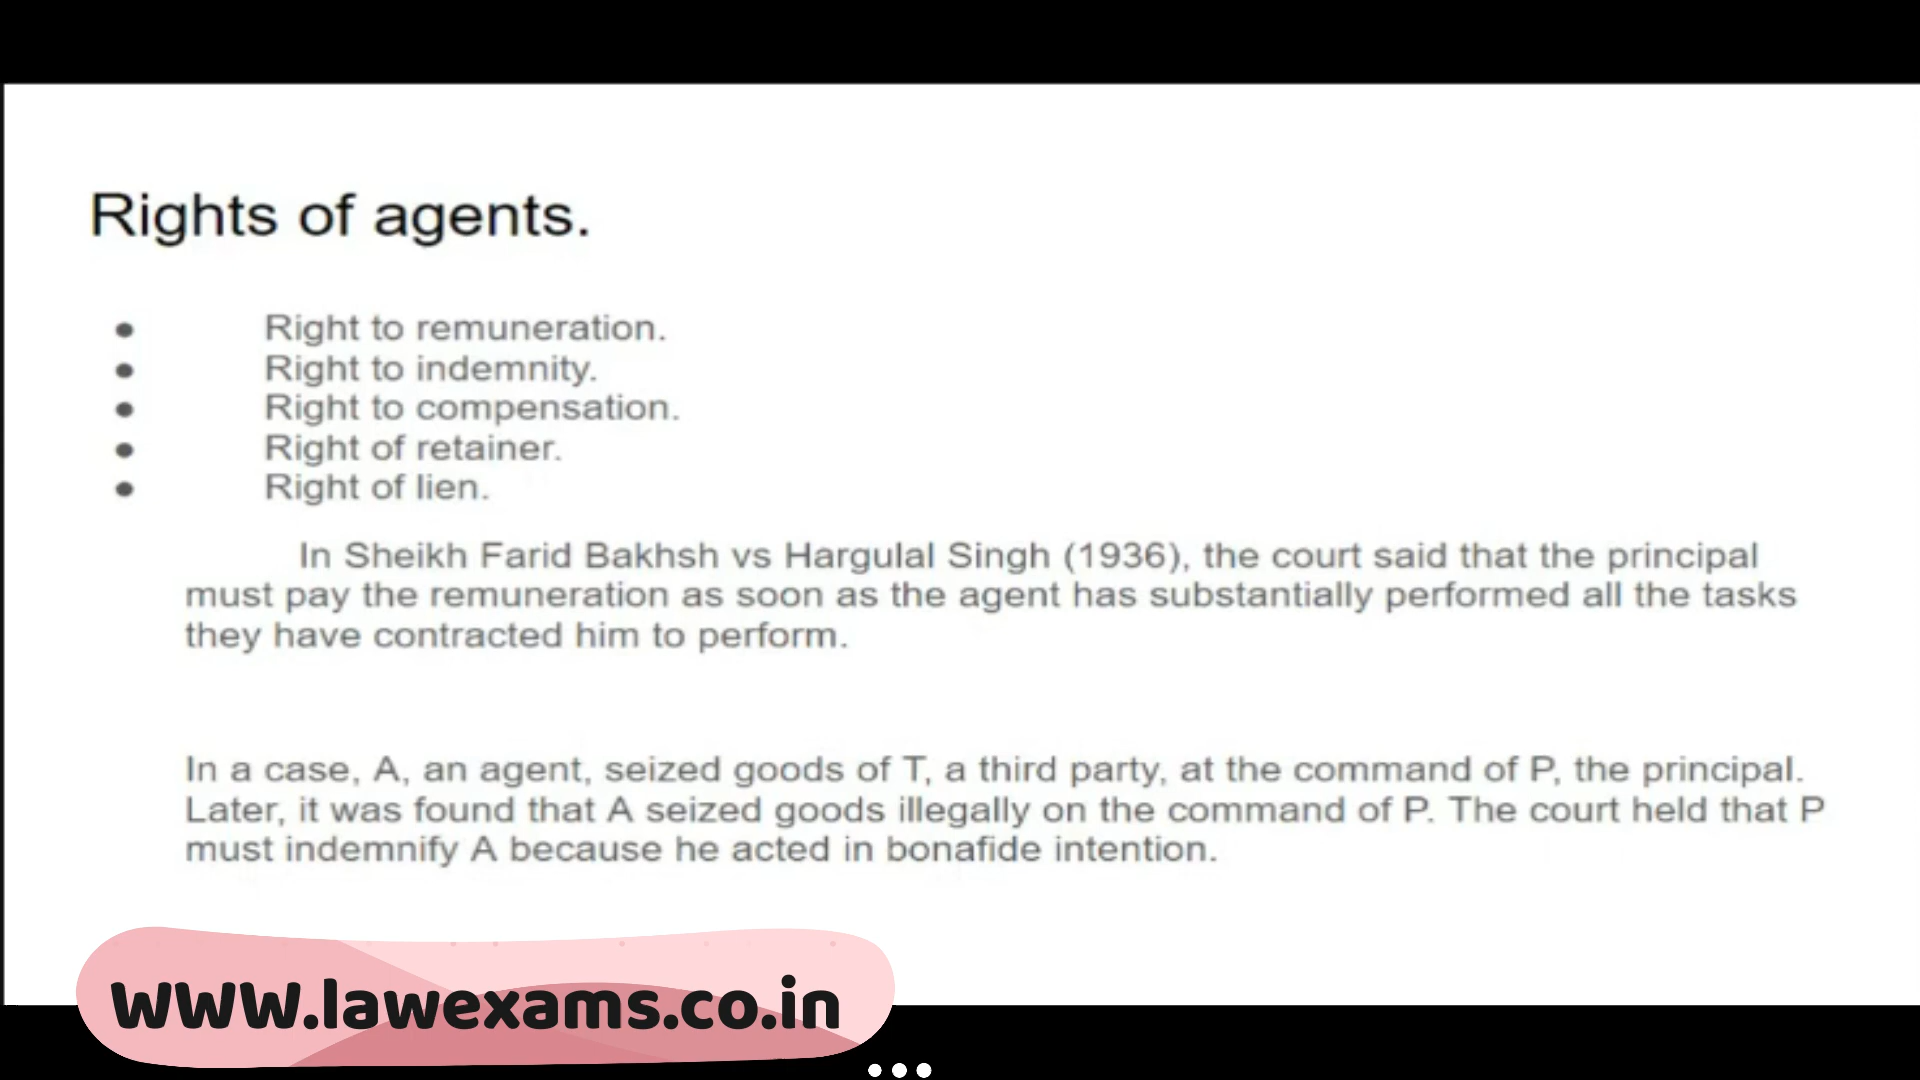 Rights of agents.
● Right to remuneration.
● Right to indemnity.
● Right to compensation.
● Right of retainer.
● Right of lien.
In Sheikh Farid Bakhsh vs Hargulal Singh (1936), the court said that the principal
must pay the remuneration as soon as the agent has substantially performed all the tasks
they have contracted him to perform.
In a case, A, an agent, seized goods of T, a third party, at the command of P, the principal.
Later, it was found that A seized goods illegally on the command of P. The court held that P
must indemnify A because he acted in bonafide intention.
www.lawexams.co.in